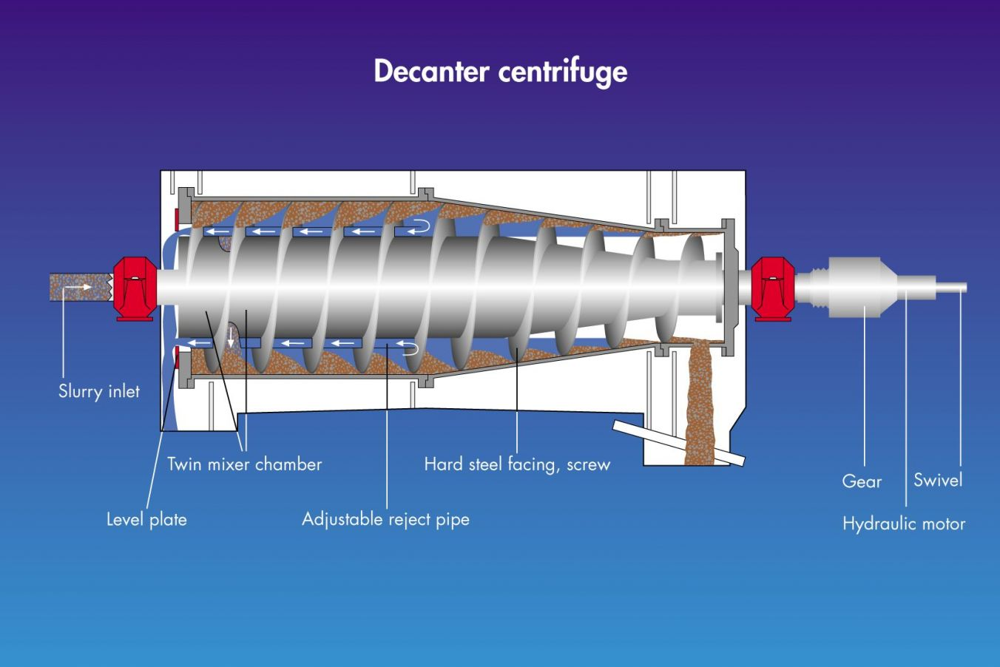 Decanter centrifuge
Slurry inlet
Twin mixer chamber
Hard steel facing, screw
Gear
Swivel
Level plate
Adjustable reject pipe
Hydraulic motor